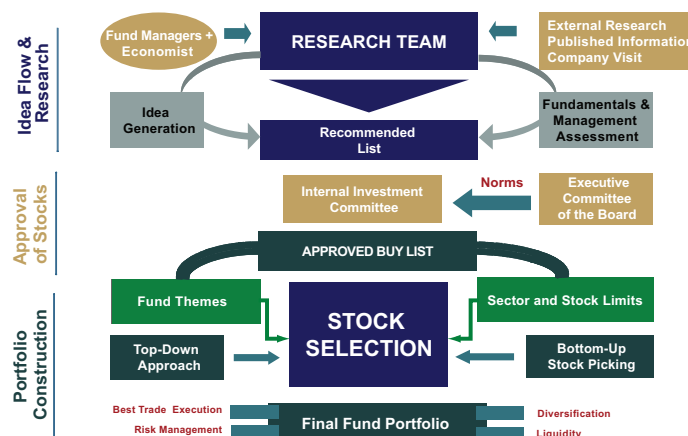 Idea Flow &
Research
Fund Managers +
Economist
RESEARCH TEAM
External Research
Published Information
Company Visit
Idea
Generation
Recommended
List
Fundamentals &
Management
Assessment
Approval
of Stocks
Internal Investment
Committee
Norms
Executive
Committee
of the Board
APPROVED BUY LIST
Portfolio
Construction
Fund Themes
STOCK
SELECTION
Sector and Stock Limits
Top-Down
Approach
Bottom-Up
Stock Picking
Best Trade Execution
Risk Management
Final Fund Portfolio
Diversification
Liquidity